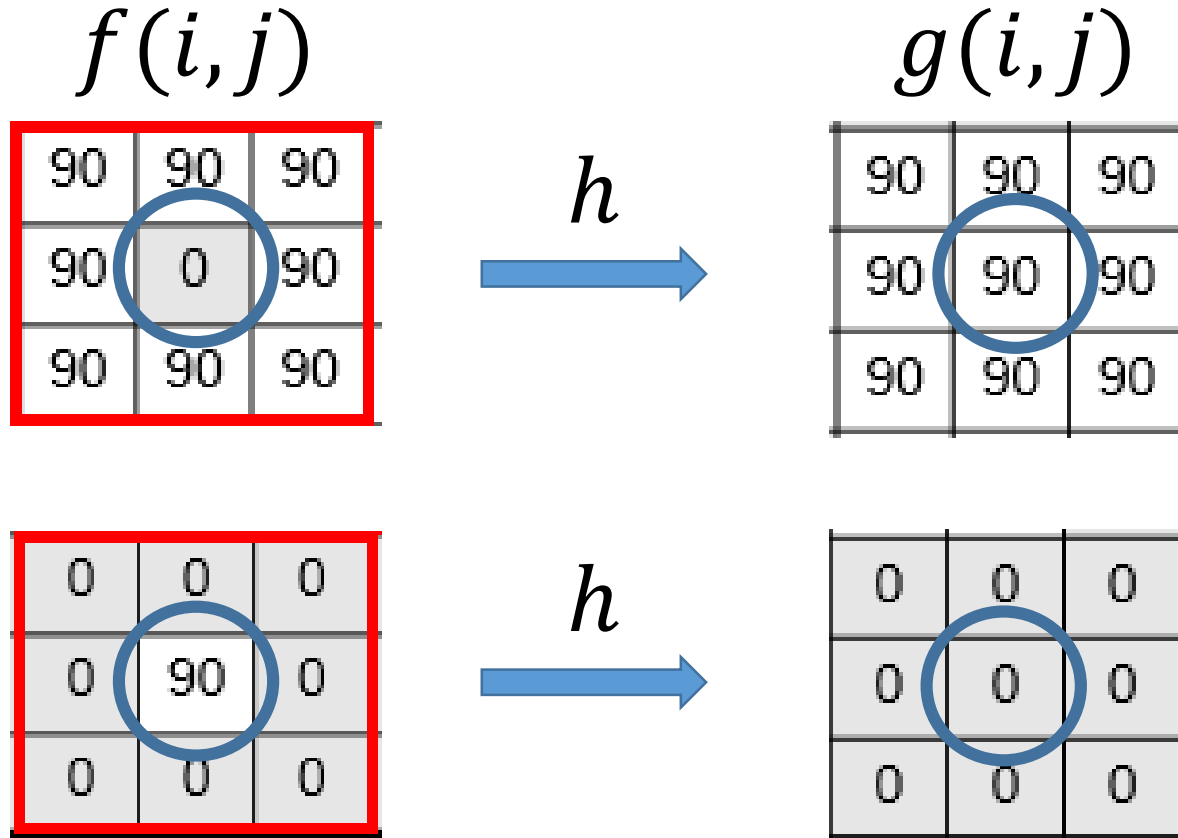 f(i, j) g(i, j)
90 90 90 h 90 90 90
90 0 90 90 90 90
90 90 90 90 90 90
0 0 0 h 0 0 0
0 90 0 0 0 0
0 0 0 0 0 0